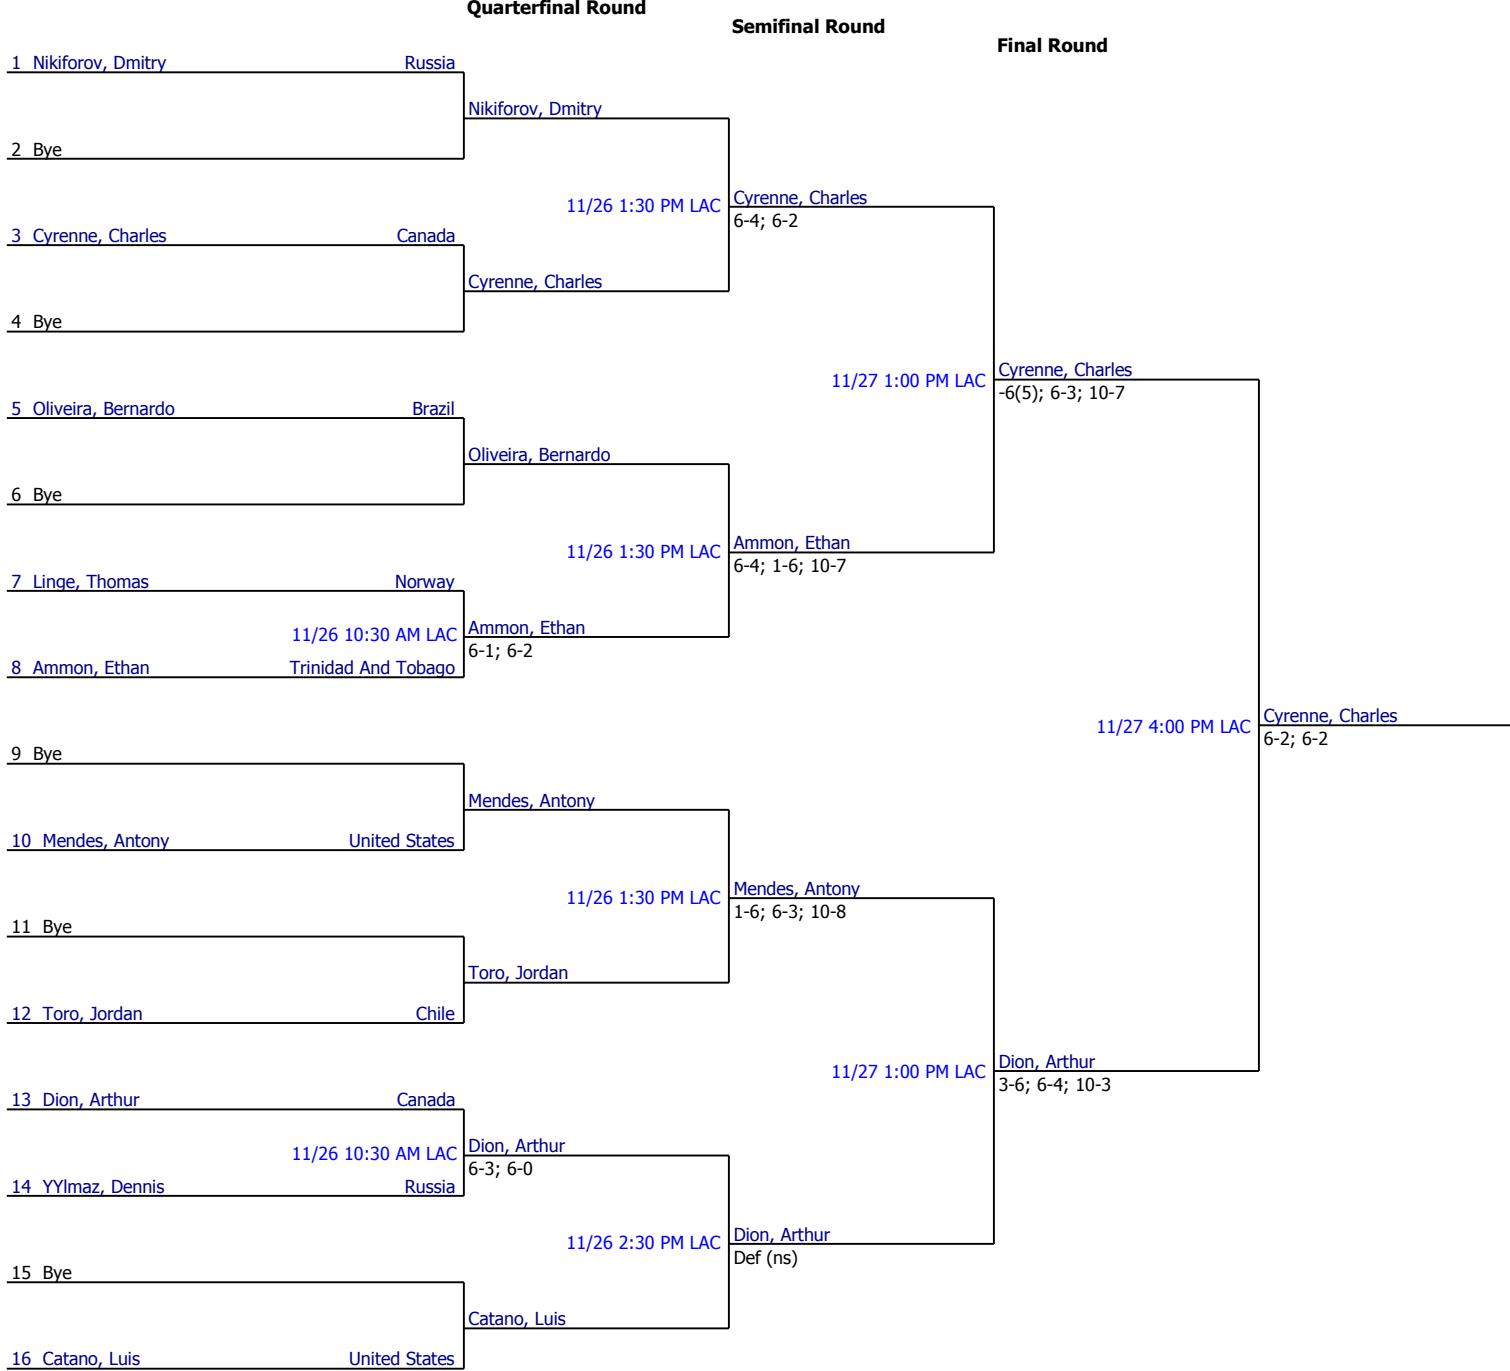 Quarterfinal Round
Semifinal Round
Final Round
1 Nikiforov, Dmitry Russia
Nikiforov, Dmitry
2 Bye
11/26 1:30 PM LAC Cyrenne, Charles
6-4; 6-2
3 Cyrenne, Charles Canada
Cyrenne, Charles
4 Bye
11/27 1:00 PM LAC Cyrenne, Charles
-6(5); 6-3; 10-7
5 Oliveira, Bernardo Brazil
Oliveira, Bernardo
6 Bye
11/26 1:30 PM LAC Ammon, Ethan
6-4; 1-6; 10-7
7 Linge, Thomas Norway
11/26 10:30 AM LAC Ammon, Ethan
6-1; 6-2
8 Ammon, Ethan Trinidad And Tobago
11/27 4:00 PM LAC Cyrenne, Charles
6-2; 6-2
9 Bye
Mendes, Antony
10 Mendes, Antony United States
11/26 1:30 PM LAC Mendes, Antony
1-6; 6-3; 10-8
11 Bye
Toro, Jordan
12 Toro, Jordan Chile
11/27 1:00 PM LAC Dion, Arthur
3-6; 6-4; 10-3
13 Dion, Arthur Canada
11/26 10:30 AM LAC Dion, Arthur
6-3; 6-0
14 YYlmaz, Dennis Russia
11/26 2:30 PM LAC Dion, Arthur
Def (ns)
15 Bye
Catano, Luis
16 Catano, Luis United States